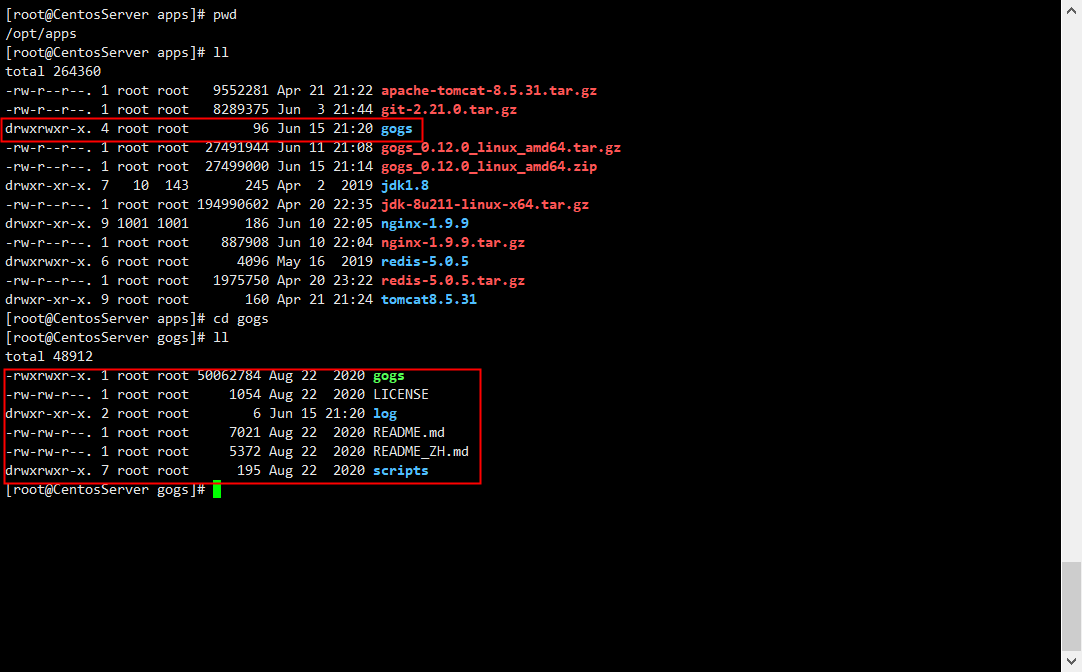 [root@CentosServer apps]# pwd
/opt/apps
[root@CentosServer apps]# ll
total 264360
-rw-r--r--. 1 root root   9552281 Apr 21 21:22 apache-tomcat-8.5.31.tar.gz
-rw-r--r--. 1 root root   8289375 Jun  3 21:44 git-2.21.0.tar.gz
drwxrwxr-x. 4 root root        96 Jun 15 21:20 gogs
-rw-r--r--. 1 root root  27491944 Jun 11 21:08 gogs_0.12.0_linux_amd64.tar.gz
-rw-r--r--. 1 root root  27499000 Jun 15 21:14 gogs_0.12.0_linux_amd64.zip
drwxr-xr-x. 7   10  143       245 Apr  2  2019 jdk1.8
-rw-r--r--. 1 root root 194990602 Apr 20 22:35 jdk-8u211-linux-x64.tar.gz
drwxr-xr-x. 9 1001 1001       186 Jun 10 22:05 nginx-1.9.9
-rw-r--r--. 1 root root    887908 Jun 10 22:04 nginx-1.9.9.tar.gz
drwxr-xr-x. 6 root root      4096 May 16  2019 redis-5.0.5
-rw-r--r--. 1 root root   1975750 Apr 20 23:22 redis-5.0.5.tar.gz
drwxr-xr-x. 9 root root       160 Apr 21 21:24 tomcat8.5.31
[root@CentosServer apps]# cd gogs
[root@CentosServer gogs]# ll
total 48912
-rwxrwxr-x. 1 root root 50062784 Aug 22  2020 gogs
-rw-rw-r--. 1 root root     1054 Aug 22  2020 LICENSE
drwxr-xr-x. 2 root root        6 Jun 15 21:20 log
-rw-rw-r--. 1 root root     7021 Aug 22  2020 README.md
-rw-rw-r--. 1 root root     5372 Aug 22  2020 README_ZH.md
drwxrwxr-x. 7 root root      195 Aug 22  2020 scripts
[root@CentosServer gogs]#